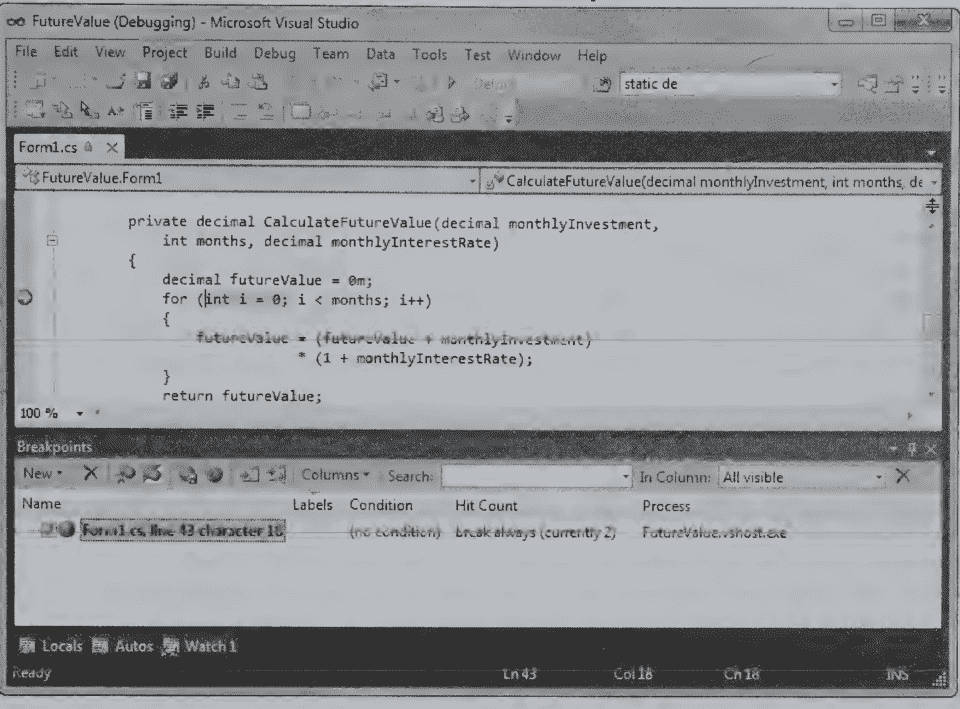 FutureValue (Debugging) - Microsoft Visual Studio
File Edit View Project Build Debug Team Data Tools Test Window Help
static de
Form1.cs
FutureValue.Form1 CalculateFutureValue(decimal monthlyInvestment, int months, de
private decimal CalculateFutureValue(decimal monthlyInvestment,
int months, decimal monthlyInterestRate)
{
decimal futureValue = 0m;
for (int i = 0; i < months; i++)
{
futureValue = (futureValue + monthlyInvestment)
* (1 + monthlyInterestRate);
}
return futureValue;
100 %
Breakpoints
New Columns Search: In Column: All visible
Name Labels Condition Hit Count Process
Form1.cs, line 43 character 18 (no condition) break always (currently 2) FutureValue.vshost.exe
Locals Autos Watch 1
Ready Ln 43 Col 18 Ch 18 INS